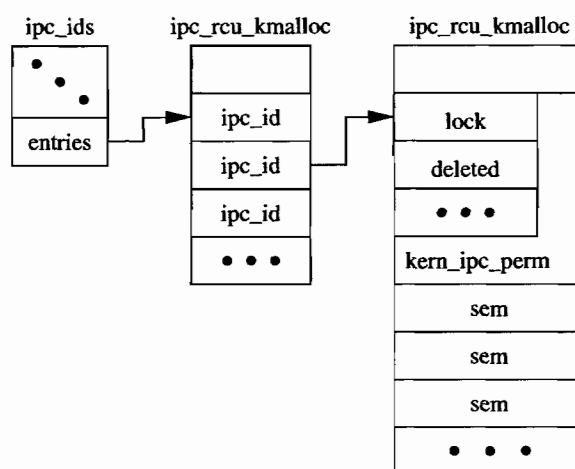 ipc_ids
ipc_rcu_kmalloc
ipc_rcu_kmalloc
entries
ipc_id
ipc_id
ipc_id
lock
deleted
kern_ipc_perm
sem
sem
sem